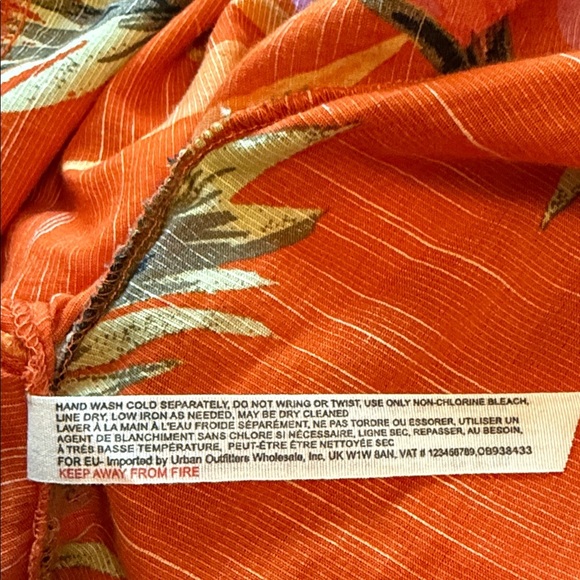 HAND WASH COLD SEPARATELY, DO NOT WRING OR TWIST, USE ONLY NON-CHLORINE BLEACH,
LINE DRY, LOW IRON AS NEEDED, MAY BE DRY CLEANED
LAVER À LA MAIN À L'EAU FROIDE SÉPARÉMENT, NE PAS TORDRE OU ESSORER, UTILISER UN
AGENT DE BLANCHIMENT SANS CHLORE SI NÉCESSAIRE, LIGNE SEC, REPASSER, AU BESOIN,
À TRÈS BASSE TEMPÉRATURE, PEUT-ÊTRE ÊTRE NETTOYÉE SEC
FOR EU- Imported by Urban Outfitters Wholesale, Inc. UK W1W 8AN, VAT # 123456789,OB938433
KEEP AWAY FROM FIRE